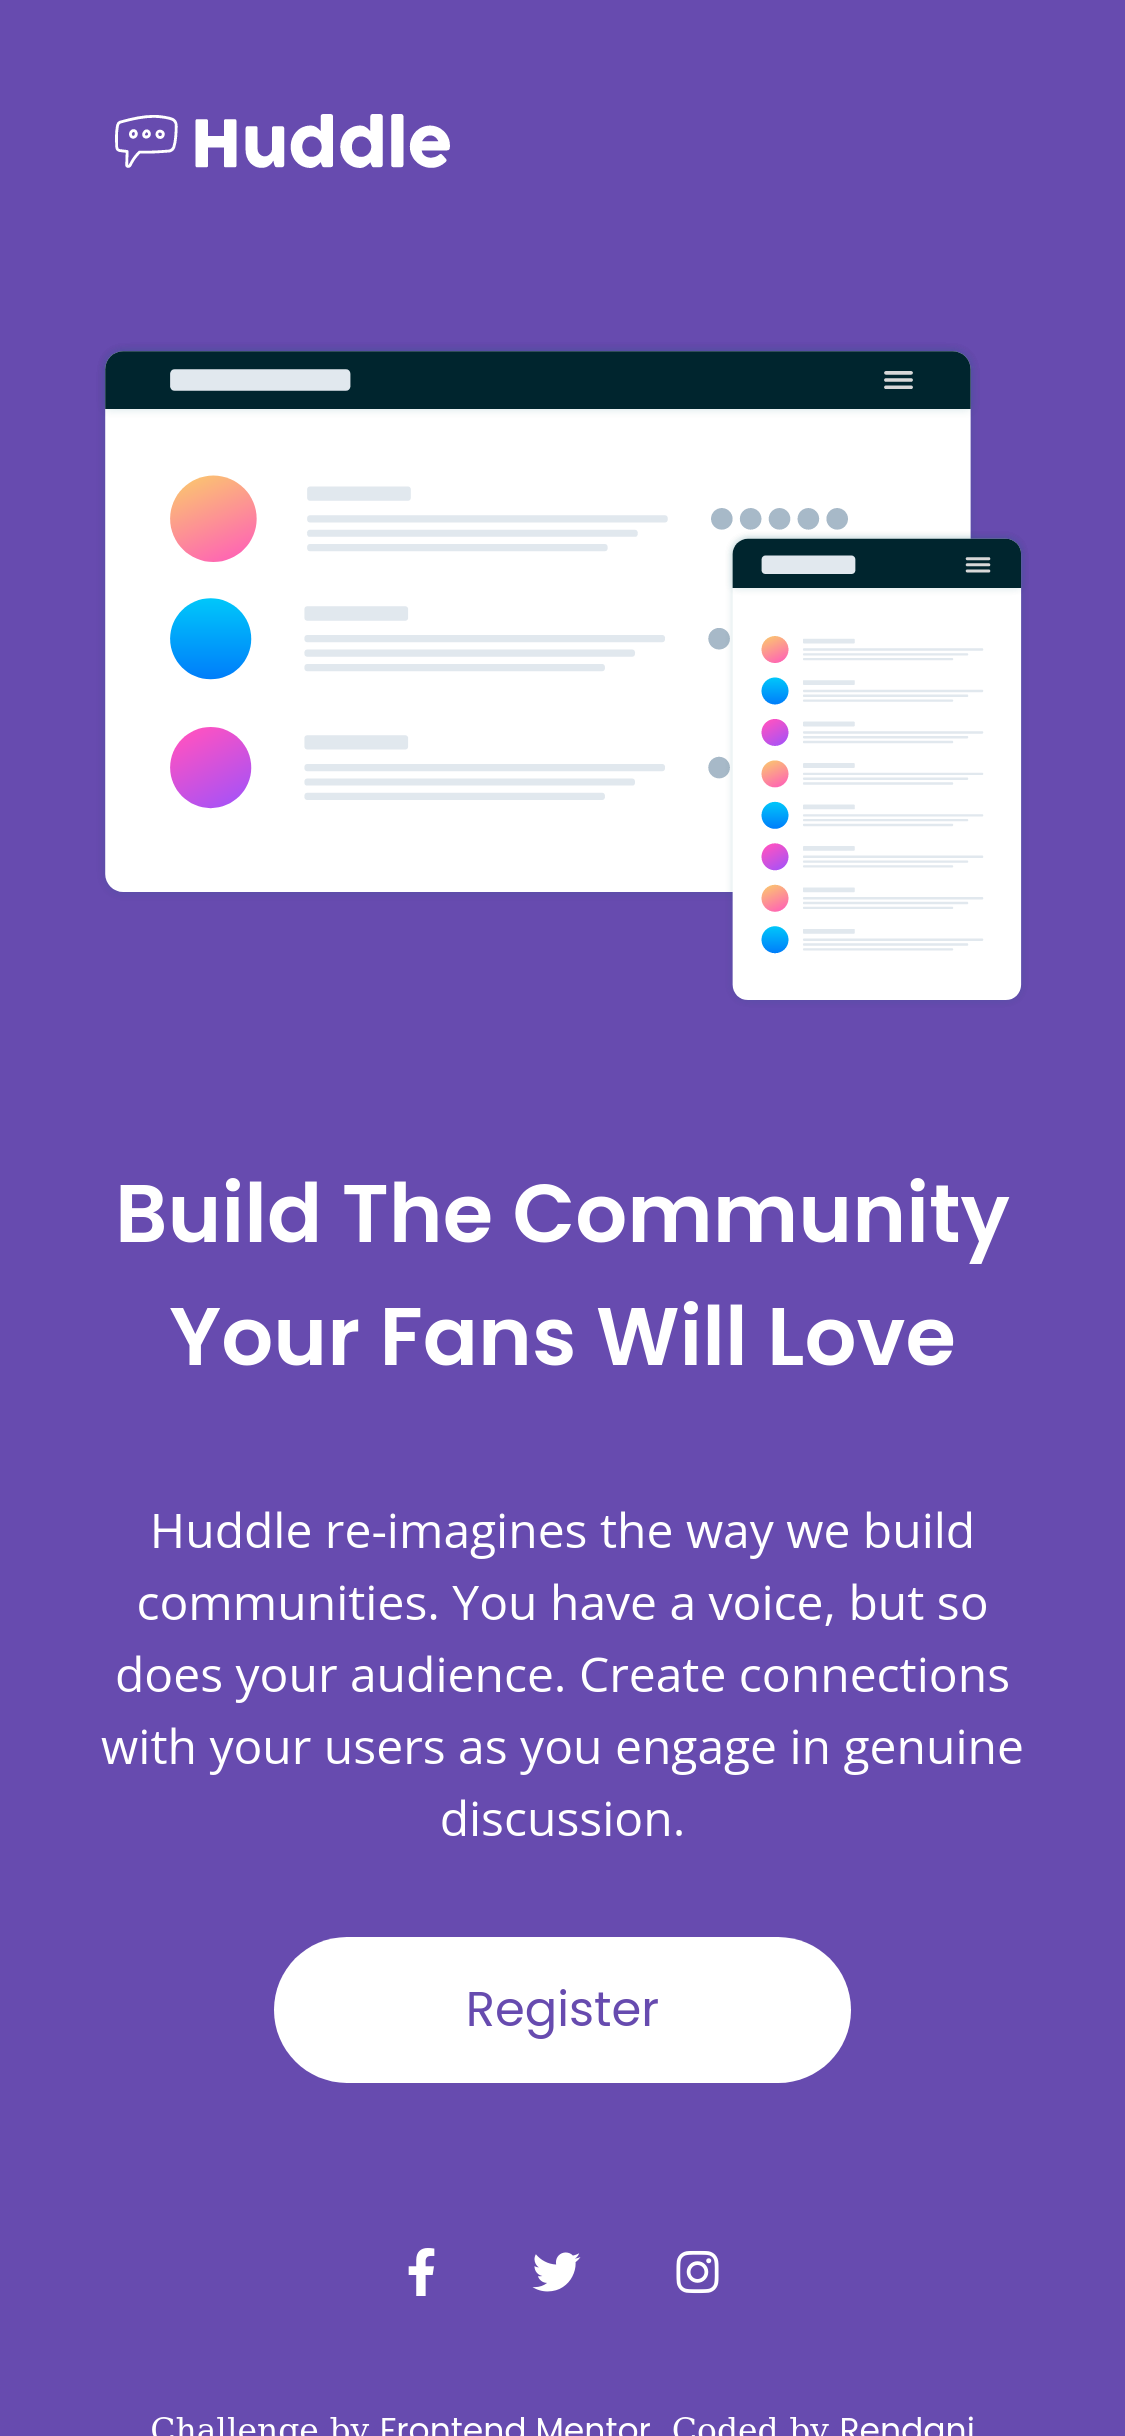 Huddle
Build The Community
Your Fans Will Love
Huddle re-imagines the way we build
communities. You have a voice, but so
does your audience. Create connections
with your users as you engage in genuine
discussion.
Register
Challenge by Frontend Mentor. Coded by Rendani